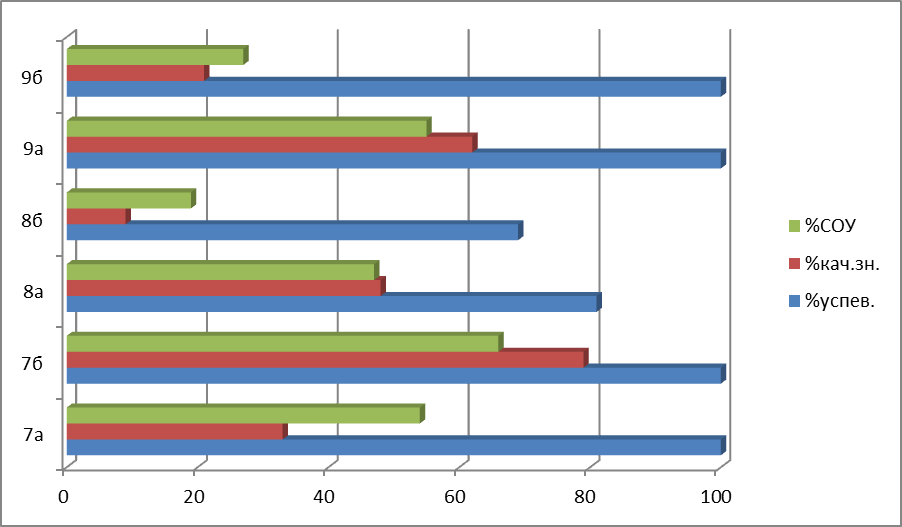 9б
9а
8б
8а
7б
7а
0 20 40 60 80 100
%СОУ
%кач.зн.
%успев.